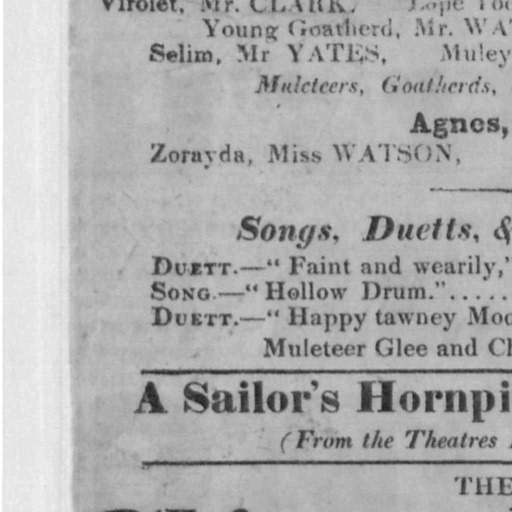 Virolet, Mr. CLARK. Lope Toc
Young Goatherd, Mr. WAT
Selim, Mr YATES, Muley
Muleteers, Goatherds,
Agnes,
Zorayda, Miss WATSON,
Songs, Duetts, &
DUETT.—“ Faint and wearily,”
SONG.—“ Hollow Drum.”.....
DUETT.—“ Happy tawney Moo
Muleteer Glee and Ch
A Sailor's Hornpi
(From the Theatres
THE